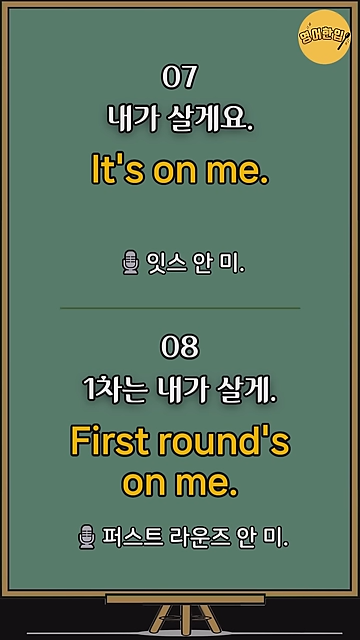 영어한입
07
내가 살게요.
It's on me.
잇스 안 미.
08
1차는 내가 살게.
First round's
on me.
퍼스트 라운즈 안 미.